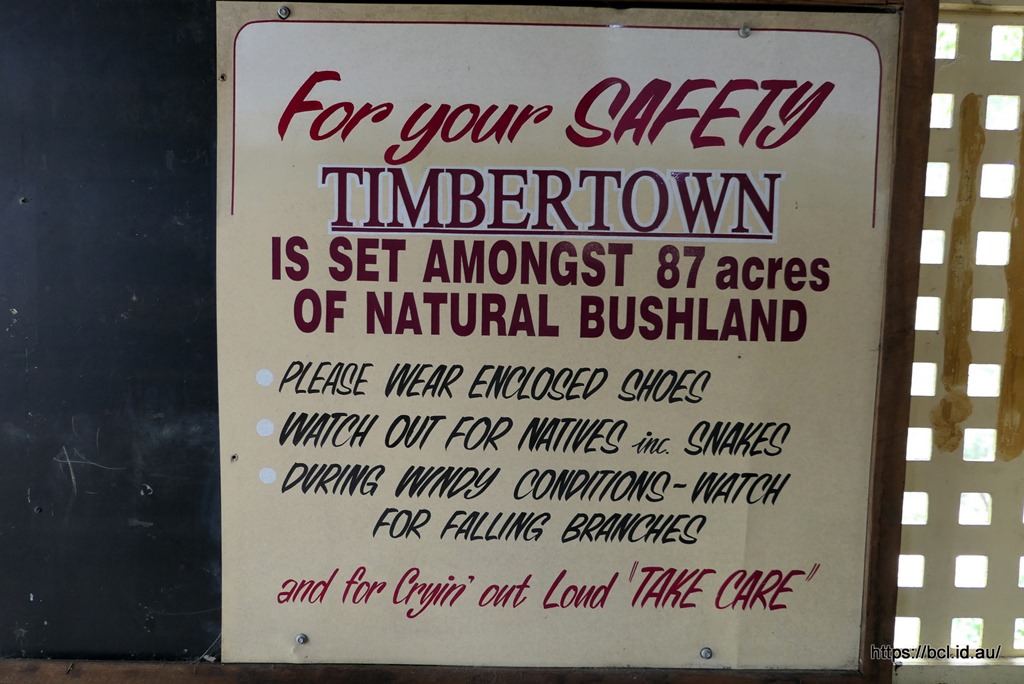 For your SAFETY
TIMBERTOWN
IS SET AMONGST 87 acres
OF NATURAL BUSHLAND
PLEASE WEAR ENCLOSED SHOES
WATCH OUT FOR NATIVES inc. SNAKES
DURING WINDY CONDITIONS - WATCH
FOR FALLING BRANCHES
and for Cryin' out Loud "TAKE CARE"
https://bcl.id.au/